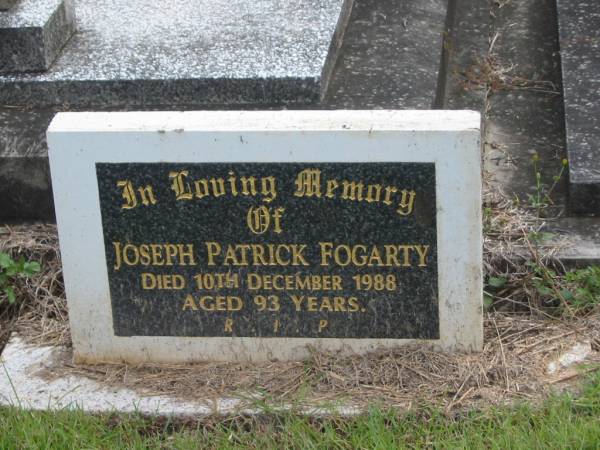 In Loving Memory
Of
JOSEPH PATRICK FOGARTY
DIED 10TH DECEMBER 1988
AGED 93 YEARS.
R I P